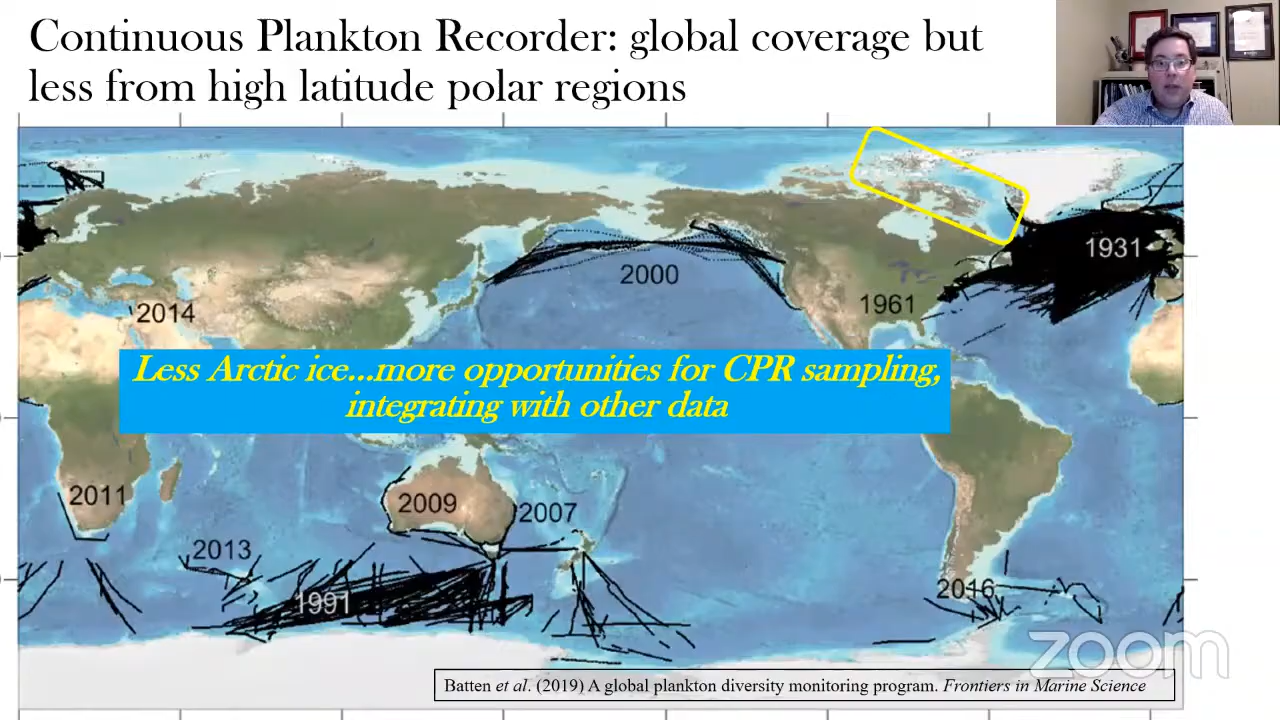 Continuous Plankton Recorder: global coverage but
less from high latitude polar regions
1931
2000
1961
2014
Less Arctic ice...more opportunities for CPR sampling,
integrating with other data
2011
2009
2007
2013
1991
2016
zoom
Batten et al. (2019) A global plankton diversity monitoring program. Frontiers in Marine Science